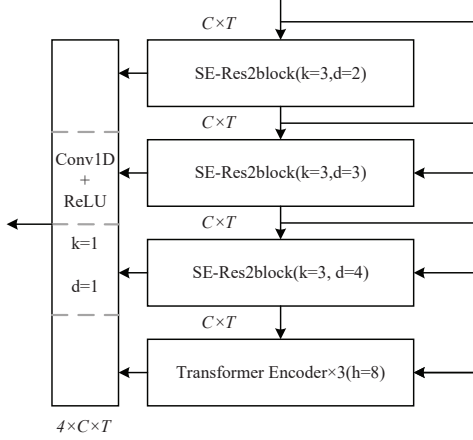 C×T
SE-Res2block(k=3,d=2)
C×T
SE-Res2block(k=3,d=3)
C×T
SE-Res2block(k=3, d=4)
C×T
Transformer Encoder×3(h=8)
Conv1D
+
ReLU
k=1
d=1
4×C×T